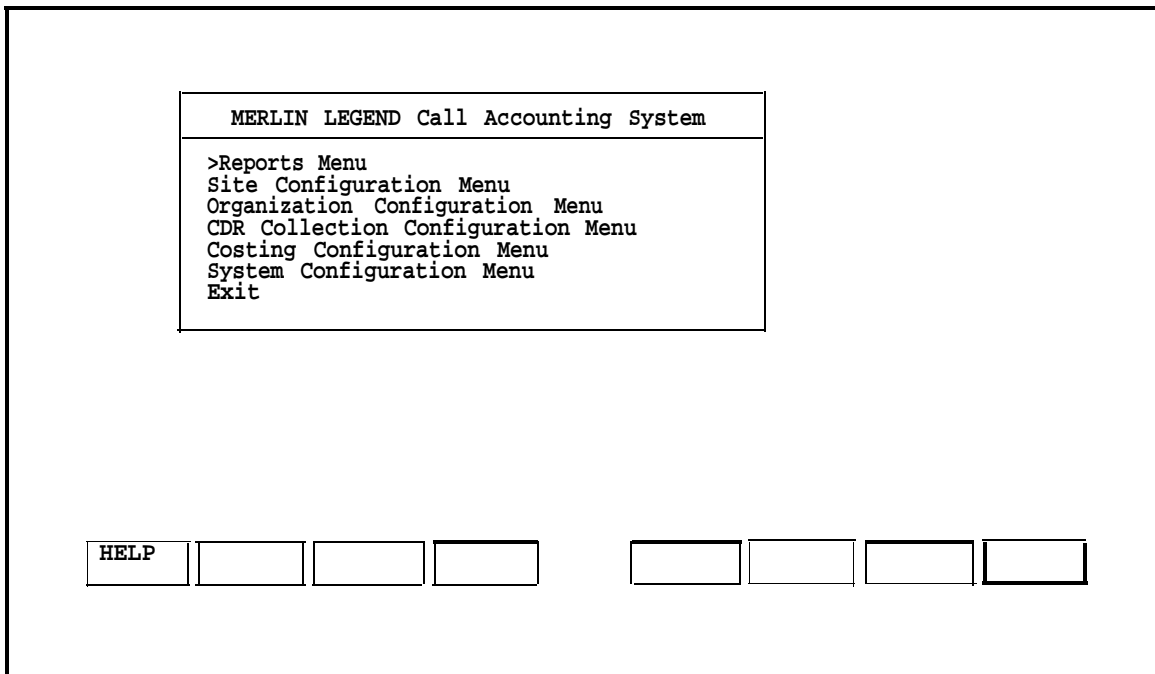 MERLIN LEGEND Call Accounting System
>Reports Menu
Site Configuration Menu
Organization Configuration Menu
CDR Collection Configuration Menu
Costing Configuration Menu
System Configuration Menu
Exit
HELP